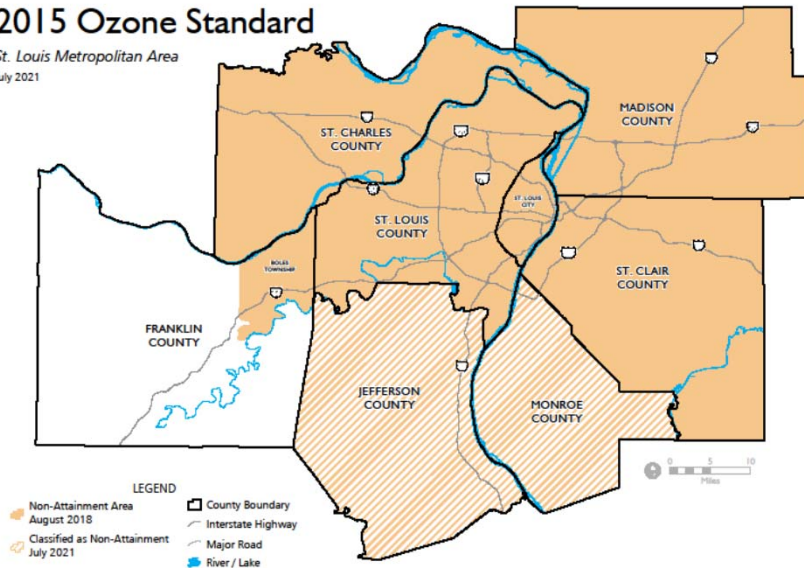 2015 Ozone Standard
St. Louis Metropolitan Area
July 2021
MADISON
COUNTY
ST. CHARLES
COUNTY
ST. LOUIS
CITY
ST. LOUIS
COUNTY
BOLES
TOWNSHIP
ST. CLAIR
COUNTY
FRANKLIN
COUNTY
JEFFERSON
COUNTY
MONROE
COUNTY
0 5 10
Miles
LEGEND
Non-Attainment Area
August 2018
Classified as Non-Attainment
July 2021
County Boundary
Interstate Highway
Major Road
River / Lake